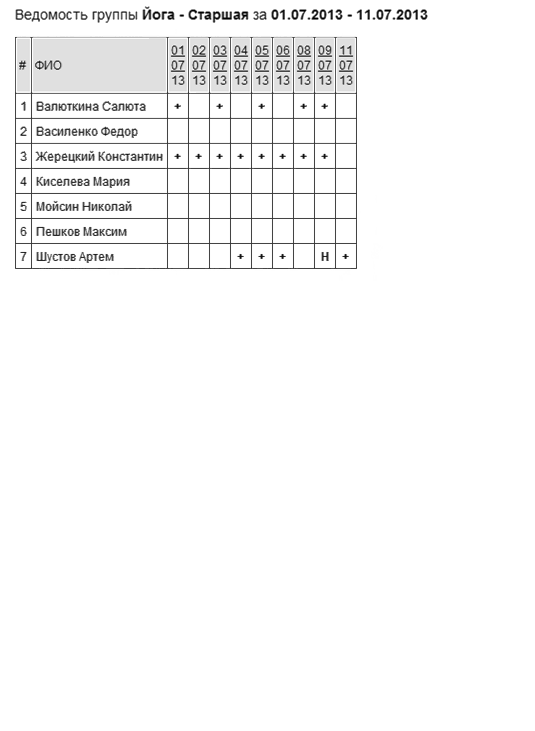 Ведомость группы Йога - Старшая за 01.07.2013 - 11.07.2013
# ФИО 01 07 13 02 07 13 03 07 13 04 07 13 05 07 13 06 07 13 08 07 13 09 07 13 11 07 13
1 Валюткина Салюта + + + + +
2 Василенко Федор
3 Жерецкий Константин + + + + + + + +
4 Киселева Мария
5 Мойсин Николай
6 Пешков Максим
7 Шустов Артем + + + Н +